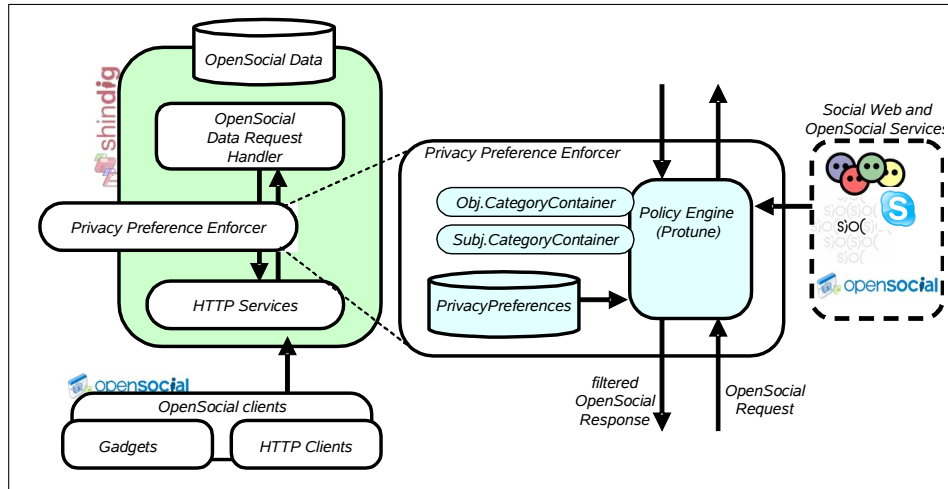 OpenSocial Data
shindig
OpenSocial
Data Request
Handler
Privacy Preference Enforcer
HTTP Services
opensocial
OpenSocial clients
Gadgets
HTTP Clients
Privacy Preference Enforcer
Obj.CategoryContainer
Subj.CategoryContainer
PrivacyPreferences
Policy Engine
(Protune)
filtered
OpenSocial
Response
OpenSocial
Request
Social Web and
OpenSocial Services
S
opensocial